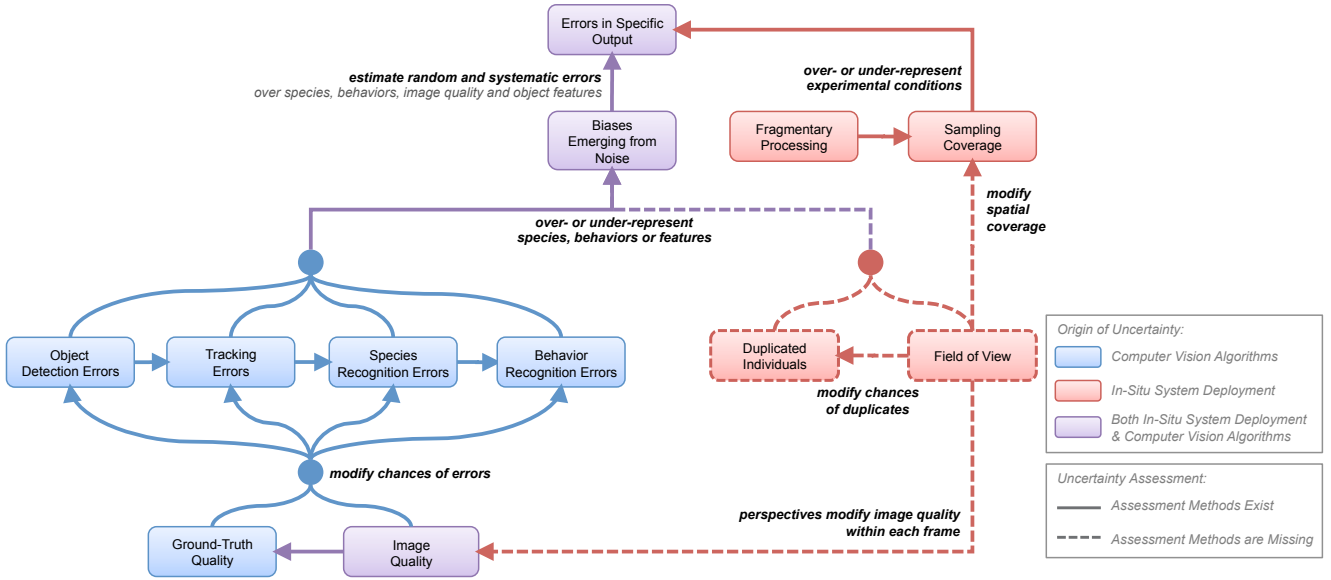 Errors in Specific
Output
estimate random and systematic errors
over species, behaviors, image quality and object features
over- or under-represent
experimental conditions
Biases
Emerging from
Noise
Fragmentary
Processing
Sampling
Coverage
modify
spatial
coverage
over- or under-represent
species, behaviors or features
Object
Detection Errors
Tracking
Errors
Species
Recognition Errors
Behavior
Recognition Errors
Duplicated
Individuals
Field of View
modify chances
of duplicates
modify chances of errors
perspectives modify image quality
within each frame
Ground-Truth
Quality
Image
Quality
Origin of Uncertainty:
Computer Vision Algorithms
In-Situ System Deployment
Both In-Situ System Deployment
& Computer Vision Algorithms
Uncertainty Assessment:
Assessment Methods Exist
Assessment Methods are Missing